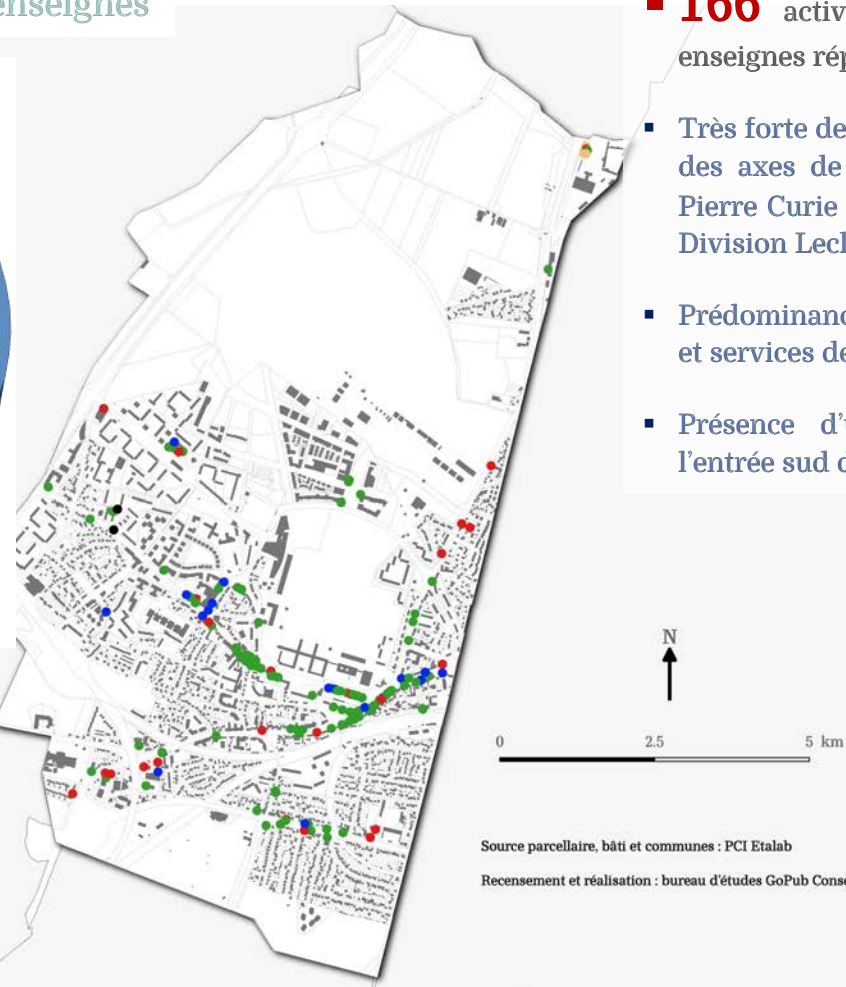 enseignes
166 activ
enseignes rép
Très forte de
des axes de
Pierre Curie
Division Lecl
Prédominanc
et services de
Présence d'u
l'entrée sud d
N
0 2.5 5 km
Source parcellaire, bâti et communes : PCI Etalab
Recensement et réalisation : bureau d'études GoPub Conse